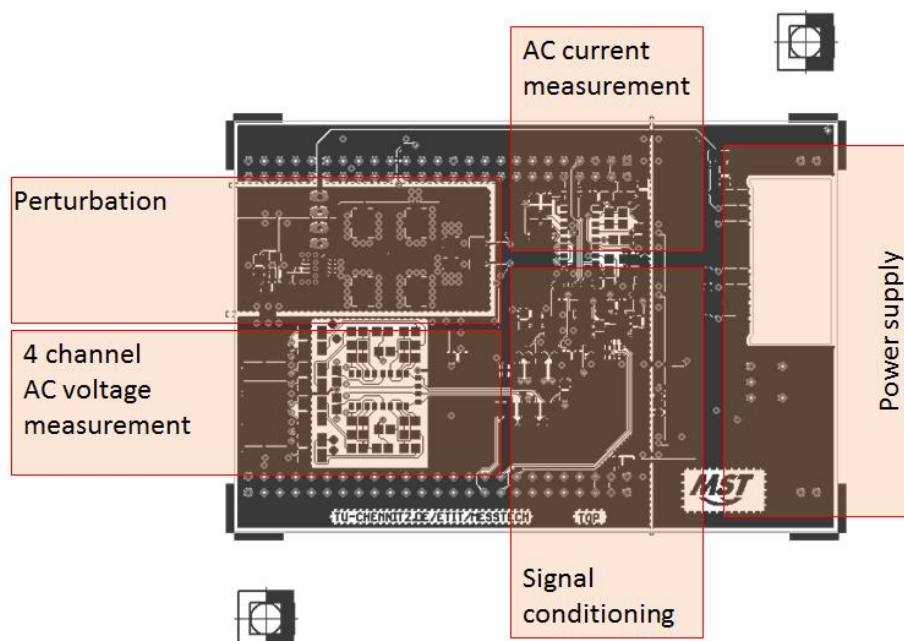 AC current
measurement
Perturbation
Power supply
4 channel
AC voltage
measurement
MST
TU-CHEMNITZ.DE/ETIT/MESSTECH
TOP
Signal
conditioning